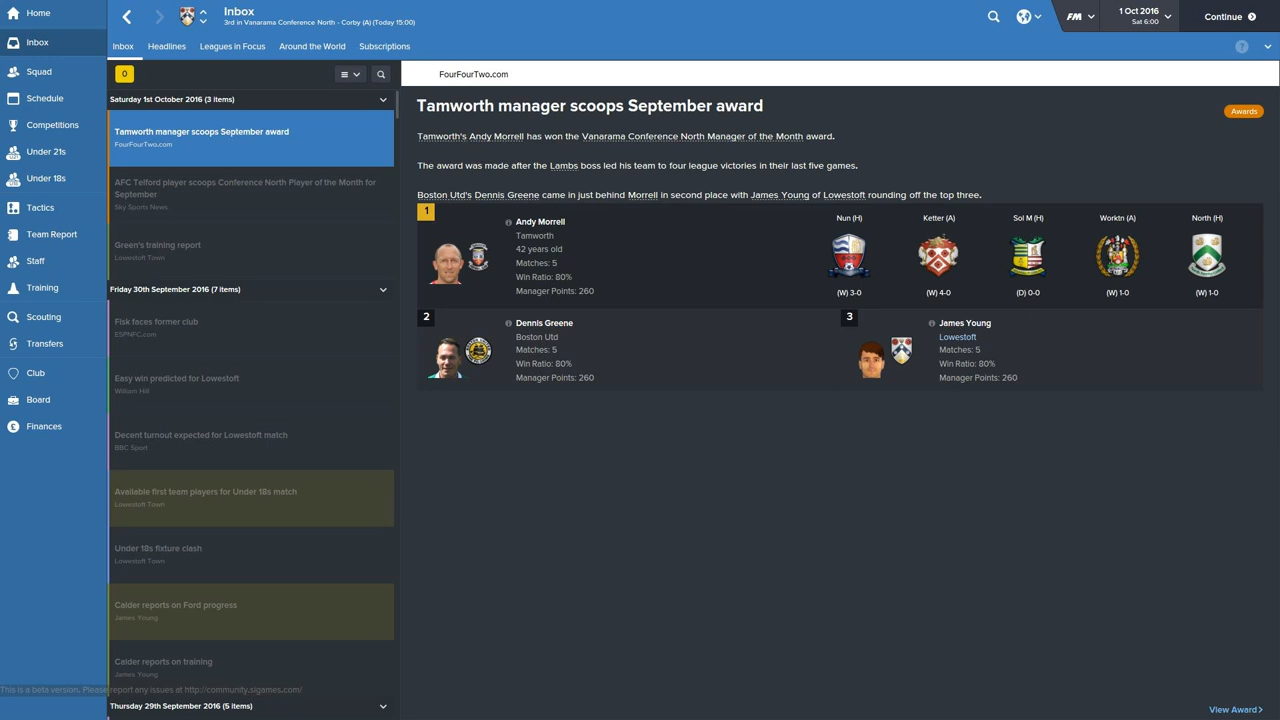 Home
Inbox
Squad
Schedule
Competitions
Under 21s
Under 18s
Tactics
Team Report
Staff
Training
Scouting
Transfers
Club
Board
Finances
Inbox
3rd in Vanarama Conference North - Corby (A) (Today 15:00)
FM
1 Oct 2016
Sat 6:00
Continue
Inbox
Headlines
Leagues in Focus
Around the World
Subscriptions
?
0
Saturday 1st October 2016 (3 items)
Tamworth manager scoops September award
FourFourTwo.com
AFC Telford player scoops Conference North Player of the Month for
September
Sky Sports News
Green's training report
Lowestoft Town
Friday 30th September 2016 (7 items)
Fisk faces former club
ESPNFC.com
Easy win predicted for Lowestoft
William Hill
Decent turnout expected for Lowestoft match
BBC Sport
Available first team players for Under 18s match
Lowestoft Town
Under 18s fixture clash
Lowestoft Town
Calder reports on Ford progress
James Young
Calder reports on training
James Young
This is a beta version. Please report any issues at http://community.sigames.com/
Thursday 29th September 2016 (5 items)
FourFourTwo.com
Tamworth manager scoops September award
Awards
Tamworth's Andy Morrell has won the Vanarama Conference North Manager of the Month award.
The award was made after the Lambs boss led his team to four league victories in their last five games.
Boston Utd's Dennis Greene came in just behind Morrell in second place with James Young of Lowestoft rounding off the top three.
1
Andy Morrell
Tamworth
42 years old
Matches: 5
Win Ratio: 80%
Manager Points: 260
Nun (H)
Ketter (A)
Sol M (H)
Worktn (A)
North (H)
(W) 3-0
(W) 4-0
(D) 0-0
(W) 1-0
(W) 1-0
2
Dennis Greene
Boston Utd
Matches: 5
Win Ratio: 80%
Manager Points: 260
3
James Young
Lowestoft
Matches: 5
Win Ratio: 80%
Manager Points: 260
View Award